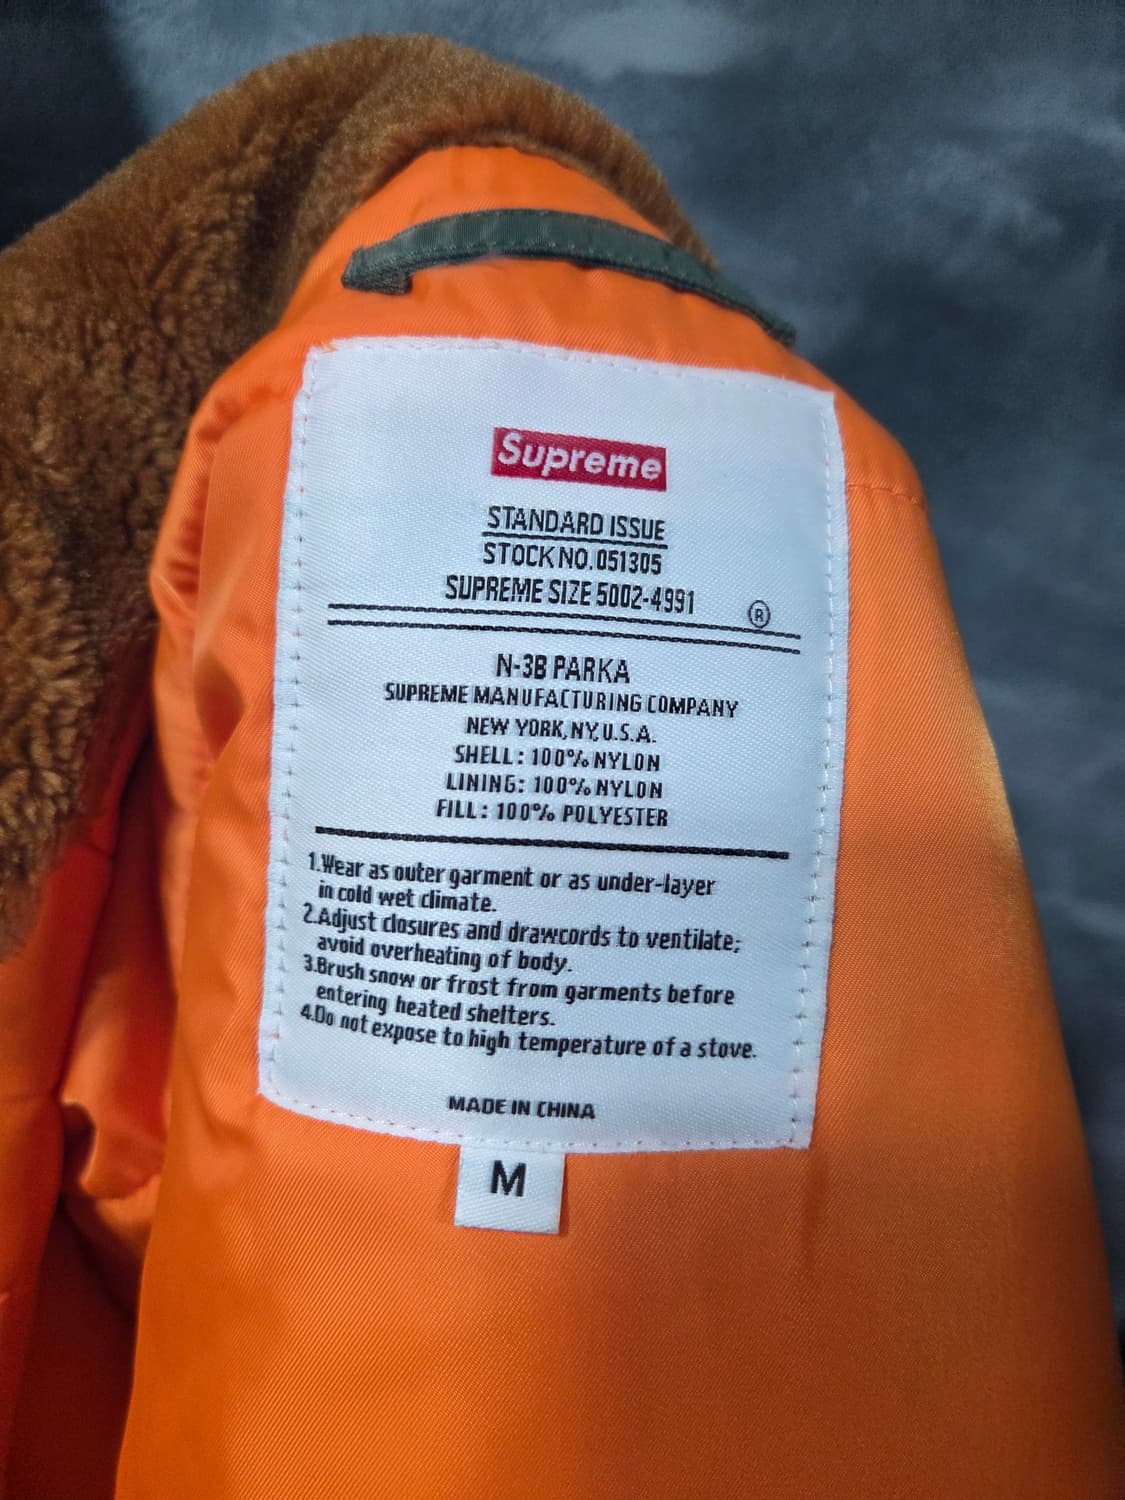 Supreme
STANDARD ISSUE
STOCK NO. 051305
SUPREME SIZE 5002-4991
®
N-3B PARKA
SUPREME MANUFACTURING COMPANY
NEW YORK, NY, U.S.A.
SHELL: 100% NYLON
LINING: 100% NYLON
FILL: 100% POLYESTER
1.Wear as outer garment or as under-layer
in cold wet climate.
2.Adjust closures and drawcords to ventilate;
avoid overheating of body.
3.Brush snow or frost from garments before
entering heated shelters.
4.Do not expose to high temperature of a stove.
MADE IN CHINA
M